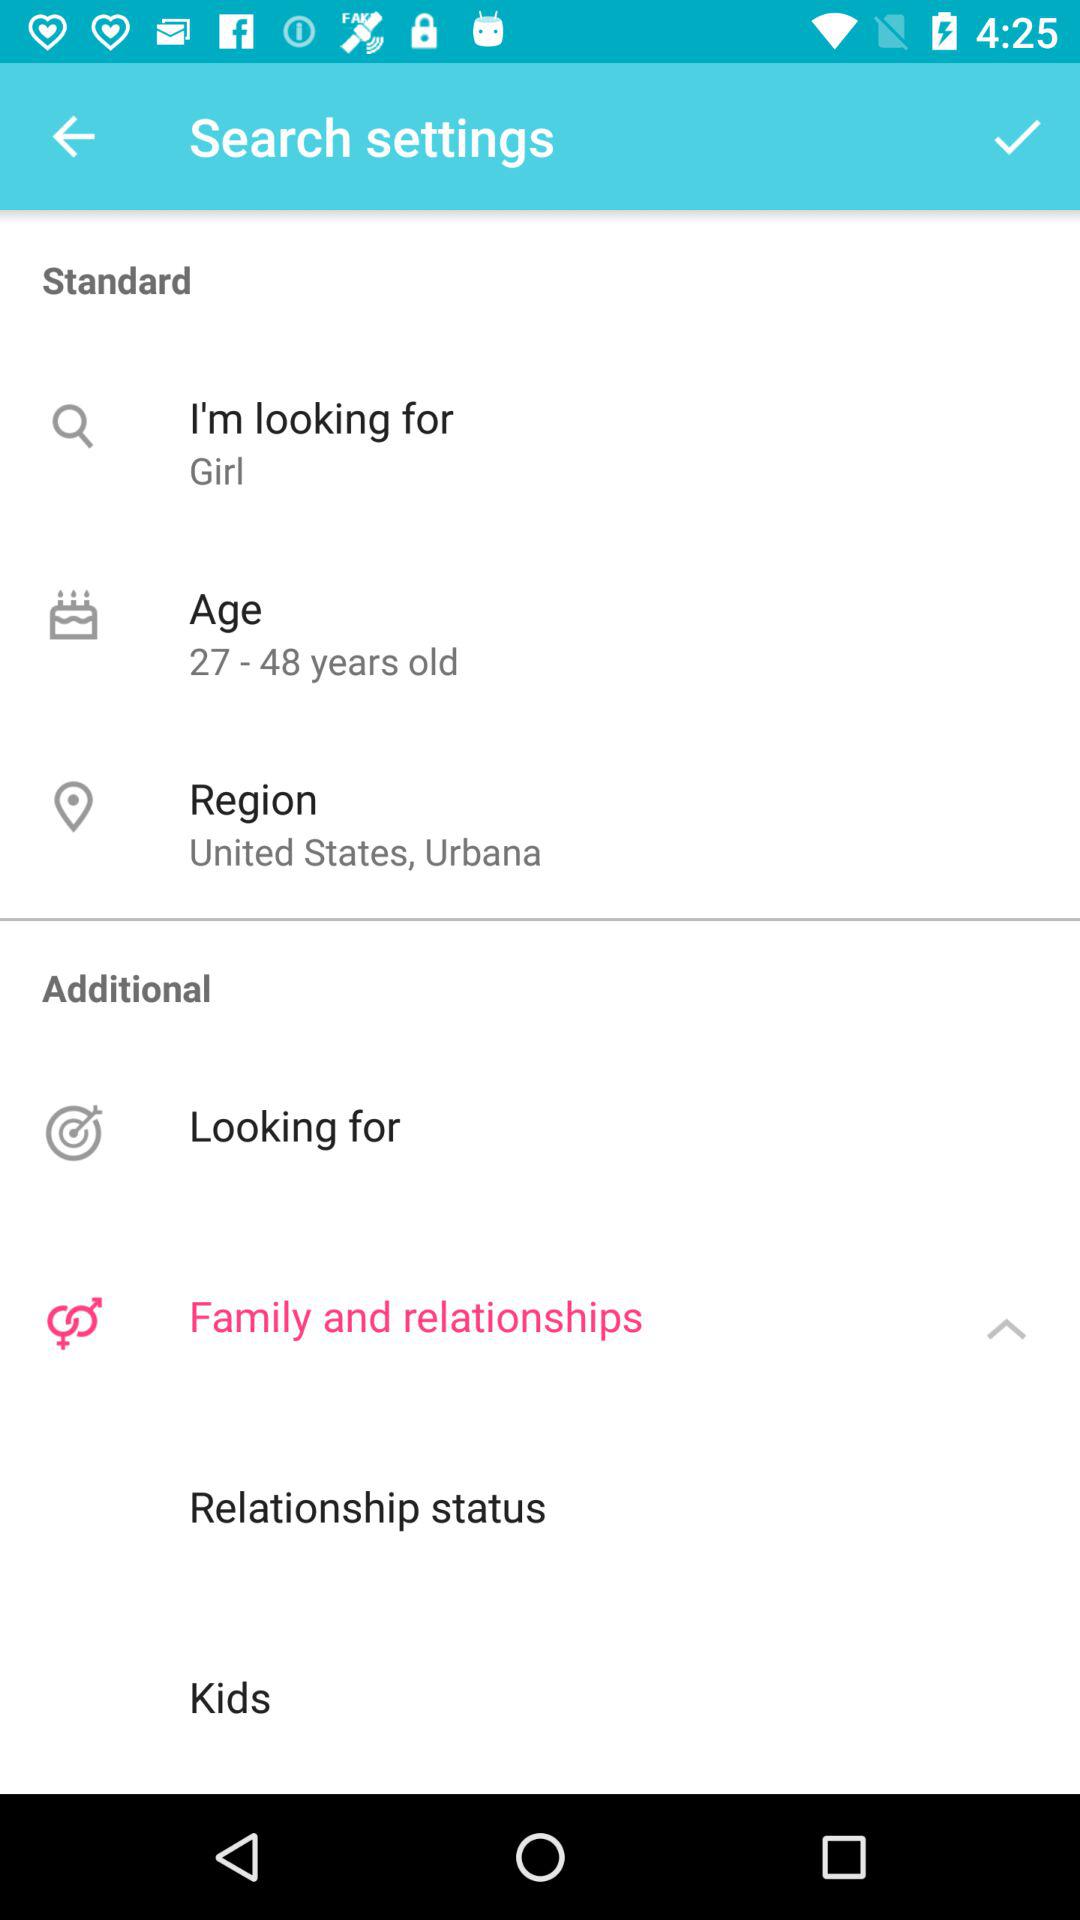 FAKE
4:25
Search settings
Standard
I'm looking for
Girl
Age
27 - 48 years old
Region
United States, Urbana
Additional
Looking for
Family and relationships
Relationship status
Kids